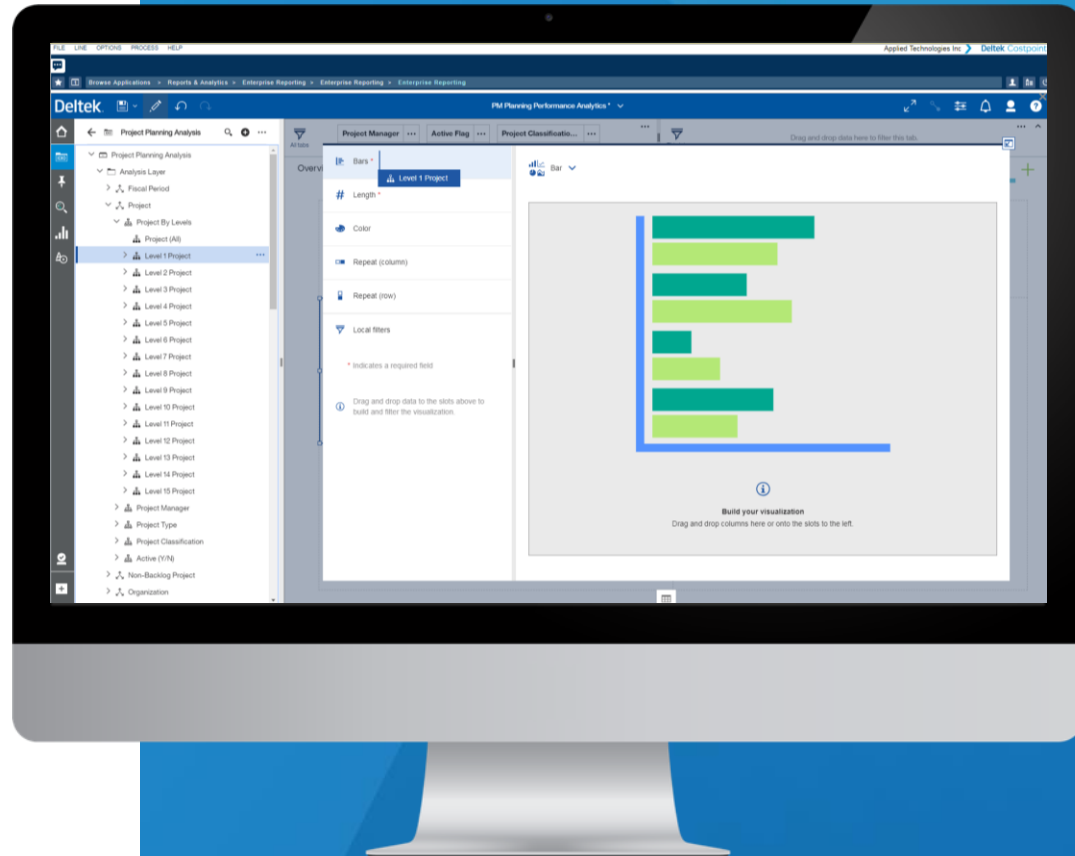 FILE LINE OPTIONS PROCESS HELP
Applied Technologies Inc Deltek Costpoint
Browse Applications > Reports & Analytics > Enterprise Reporting > Enterprise Reporting > Enterprise Reporting
Deltek.
PM Planning Performance Analytics *
Project Planning Analysis
All tabs
Project Manager
Active Flag
Project Classificatio...
Drag and drop data here to filter this tab.
Project Planning Analysis
Analysis Layer
Fiscal Period
Project
Project By Levels
Project (All)
Level 1 Project
Level 2 Project
Level 3 Project
Level 4 Project
Level 5 Project
Level 6 Project
Level 7 Project
Level 8 Project
Level 9 Project
Level 10 Project
Level 11 Project
Level 12 Project
Level 13 Project
Level 14 Project
Level 15 Project
Project Manager
Project Type
Project Classification
Active (Y/N)
Non-Backlog Project
Organization
Overvi
Bars *
Level 1 Project
Length *
Color
Repeat (column)
Repeat (row)
Local filters
* Indicates a required field
Drag and drop data to the slots above to
build and filter the visualization.
Bar
Build your visualization
Drag and drop columns here or onto the slots to the left.